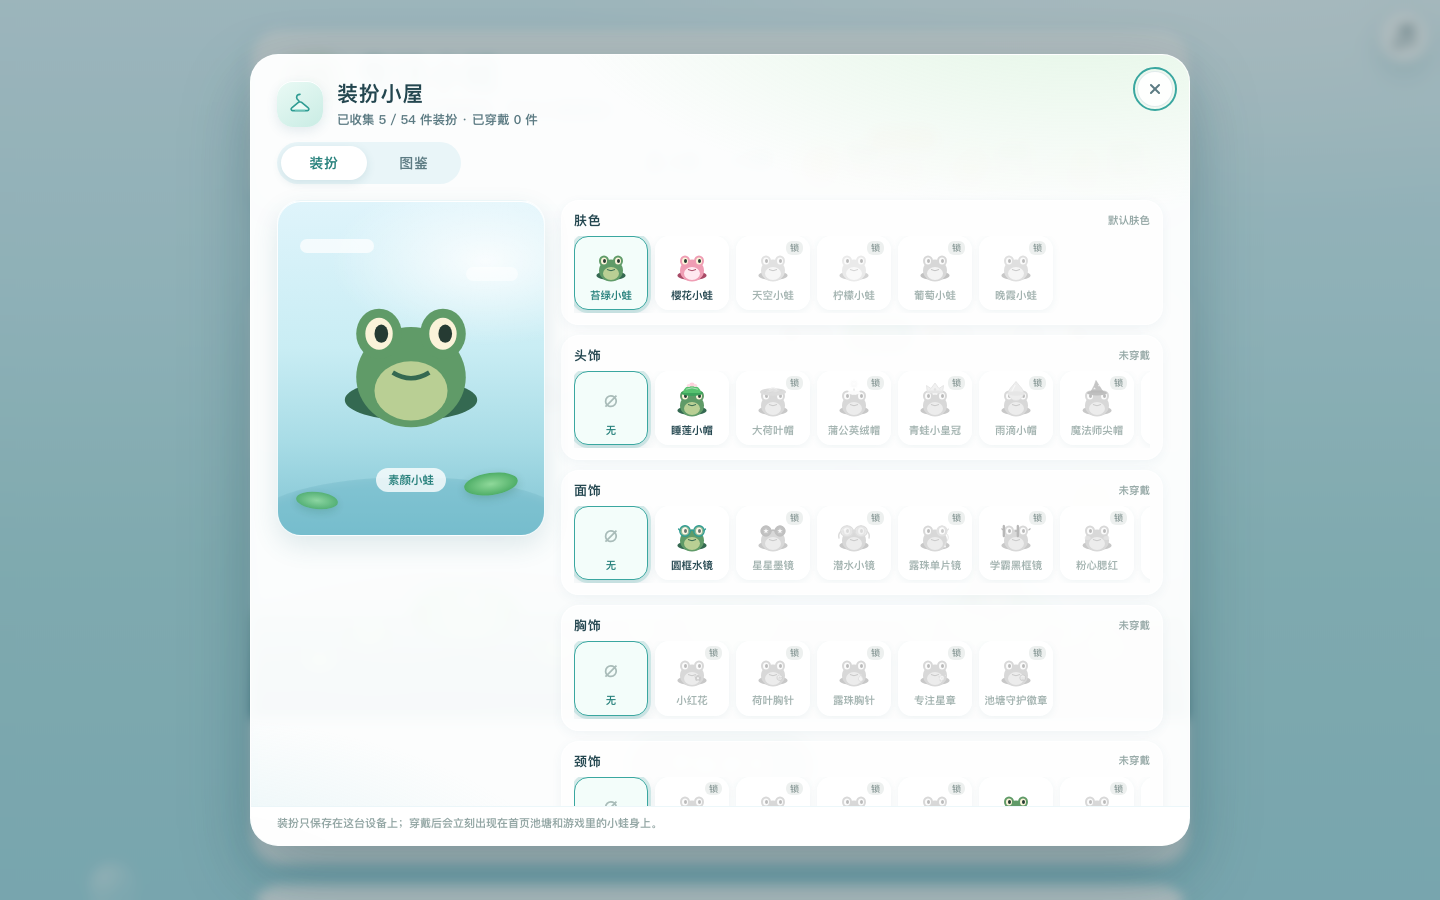 装扮小屋
已收集 5 / 54 件装扮 · 已穿戴 0 件
装扮 图鉴
素颜小蛙
肤色 默认肤色
锁 锁 锁 锁
苔绿小蛙 樱花小蛙 天空小蛙 柠檬小蛙 葡萄小蛙 晚霞小蛙
头饰 未穿戴
锁 锁 锁 锁 锁
无 睡莲小帽 大荷叶帽 蒲公英绒帽 青蛙小皇冠 雨滴小帽 魔法师尖帽
面饰 未穿戴
锁 锁 锁 锁 锁
无 圆框水镜 星星墨镜 潜水小镜 露珠单片镜 学霸黑框镜 粉心腮红
胸饰 未穿戴
锁 锁 锁 锁 锁
无 小红花 荷叶胸针 露珠胸针 专注星章 池塘守护徽章
颈饰 未穿戴
锁 锁 锁 锁 锁
装扮只保存在这台设备上；穿戴后会立刻出现在首页池塘和游戏里的小蛙身上。